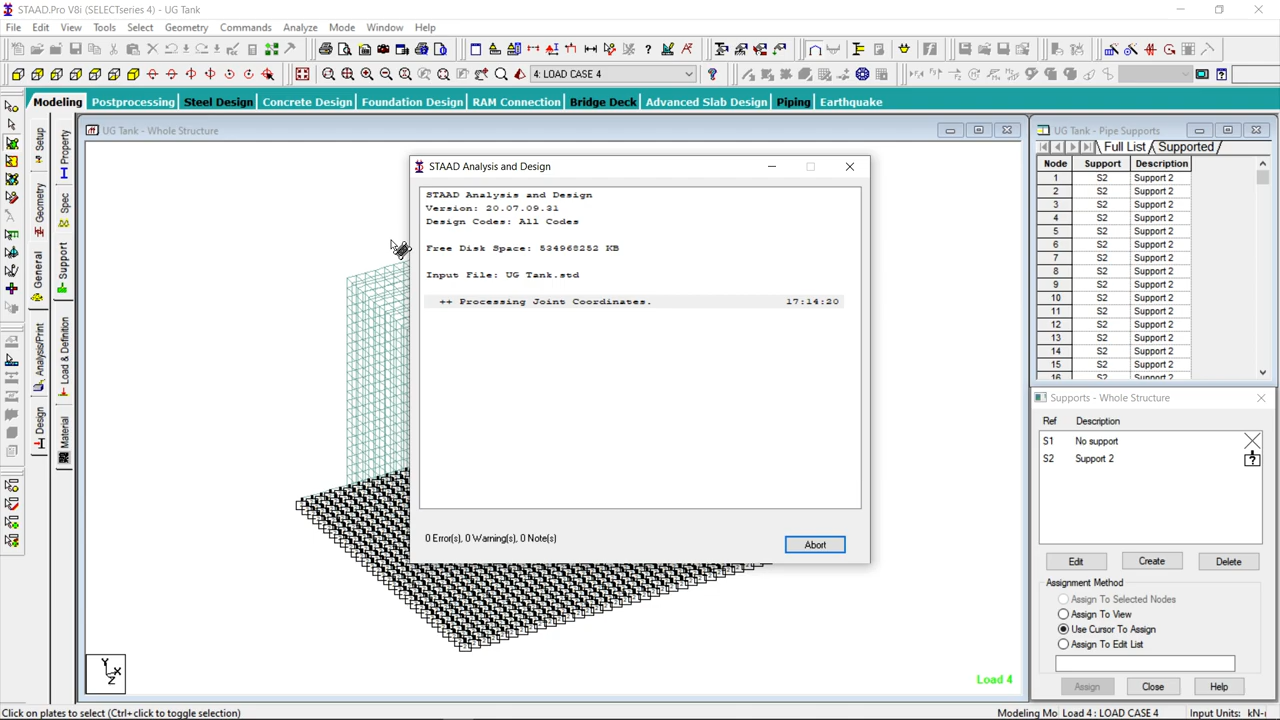 STAAD.Pro V8i (SELECTseries 4) - UG Tank
File Edit View Tools Select Geometry Commands Analyze Mode Window Help
4: LOAD CASE 4
Modeling Postprocessing Steel Design Concrete Design Foundation Design RAM Connection Bridge Deck Advanced Slab Design Piping Earthquake
Setup
Geometry
General
Analysis/Print
Design
Property
Spec
Support
Load & Definition
Material
UG Tank - Whole Structure
STAAD Analysis and Design
STAAD Analysis and Design
Version: 20.07.09.31
Design Codes: All Codes
Free Disk Space: 534968252 KB
Input File: UG Tank.std
++ Processing Joint Coordinates. 17:14:20
0 Error(s), 0 Warning(s), 0 Note(s)
Abort
Y
X
Z
Load 4
UG Tank - Pipe Supports
Full List Supported
Node Support Description
1 S2 Support 2
2 S2 Support 2
3 S2 Support 2
4 S2 Support 2
5 S2 Support 2
6 S2 Support 2
7 S2 Support 2
8 S2 Support 2
9 S2 Support 2
10 S2 Support 2
11 S2 Support 2
12 S2 Support 2
13 S2 Support 2
14 S2 Support 2
15 S2 Support 2
16 S2 Support 2
Supports - Whole Structure
Ref Description
S1 No support
S2 Support 2
?
Edit Create Delete
Assignment Method
Assign To Selected Nodes
Assign To View
Use Cursor To Assign
Assign To Edit List
Assign Close Help
Click on plates to select (Ctrl+click to toggle selection)
Modeling Mo Load 4 : LOAD CASE 4 Input Units: kN-